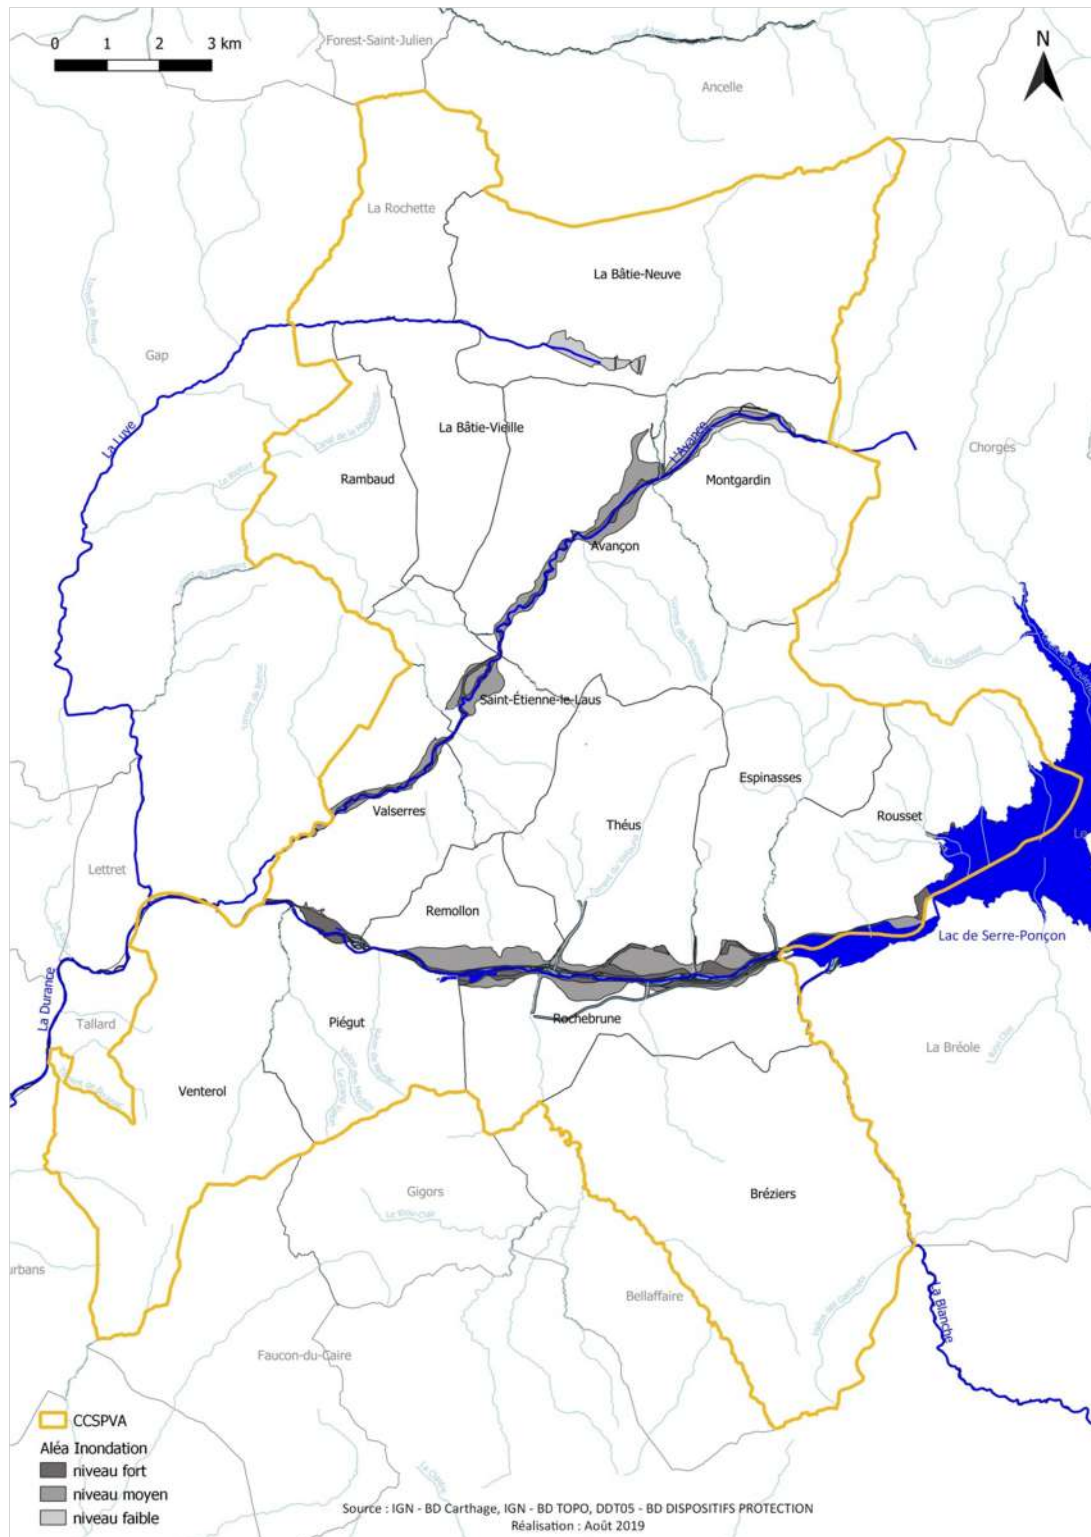 0 1 2 3 km
N
Forest-Saint-Julien
Ancelle
La Rochette
La Bâtie-Neuve
Gap
La Luye
La Bâtie-Vieille
L'Avance
Chorges
Rambaud
Montgardin
Avançon
Saint-Étienne-le-Laus
Espinasses
Valserres
Théus
Rousset
Lettret
Remollon
Lac de Serre-Ponçon
La Durance
Tallard
Piégut
Rochebrune
La Bréole
Venterol
Gigors
Bréziers
urbans
Bellaffaire
La Blanche
Faucon-du-Caire
CCSPVA
Aléa Inondation
niveau fort
niveau moyen
niveau faible
Source : IGN - BD Carthage, IGN - BD TOPO, DDT05 - BD DISPOSITIFS PROTECTION
Réalisation : Août 2019